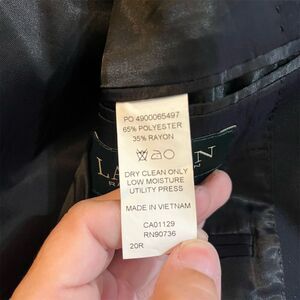 PO 4900065497
65% POLYESTER
35% RAYON
DRY CLEAN ONLY
LOW MOISTURE
UTILITY PRESS
MADE IN VIETNAM
CA01129
RN90736
20R